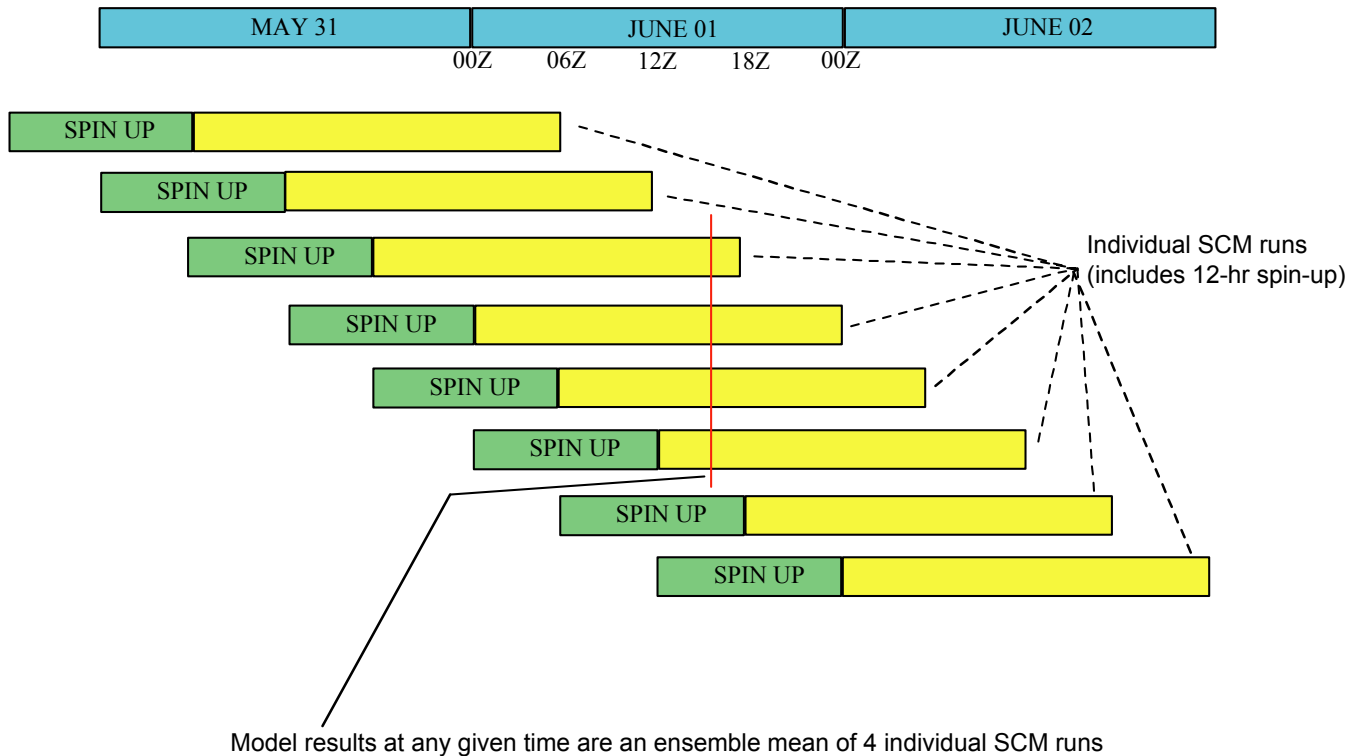 MAY 31
JUNE 01
JUNE 02
00Z
06Z
12Z
18Z
00Z
SPIN UP
SPIN UP
SPIN UP
Individual SCM runs
(includes 12-hr spin-up)
SPIN UP
SPIN UP
SPIN UP
SPIN UP
SPIN UP
Model results at any given time are an ensemble mean of 4 individual SCM runs